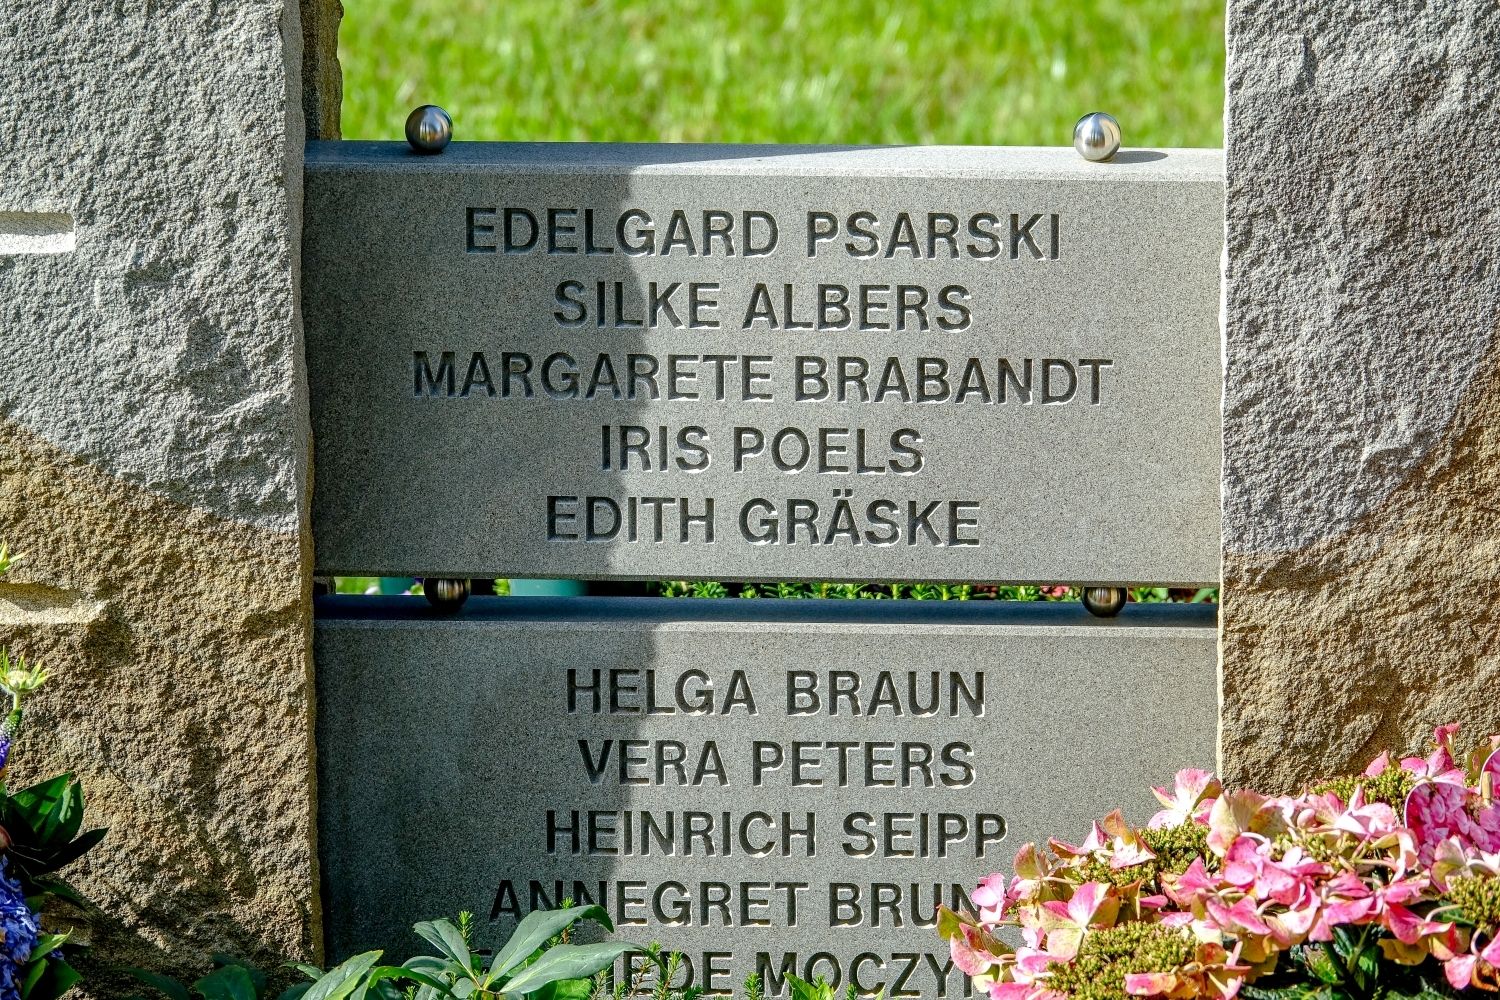 EDELGARD PSARSKI
SILKE ALBERS
MARGARETE BRABANDT
IRIS POELS
EDITH GRÄSKE
HELGA BRAUN
VERA PETERS
HEINRICH SEIPP
ANNEGRET